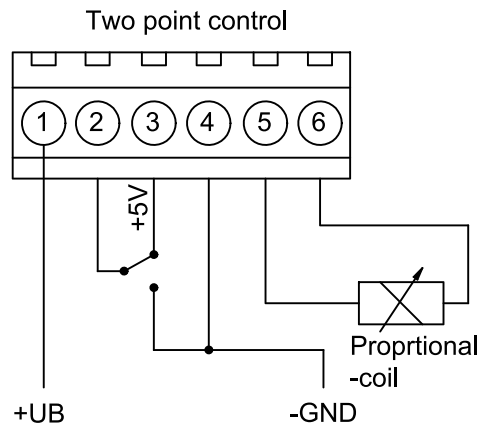 Two point control
1 2 3 4 5 6
+5V
Proprtional
-coil
+UB
-GND